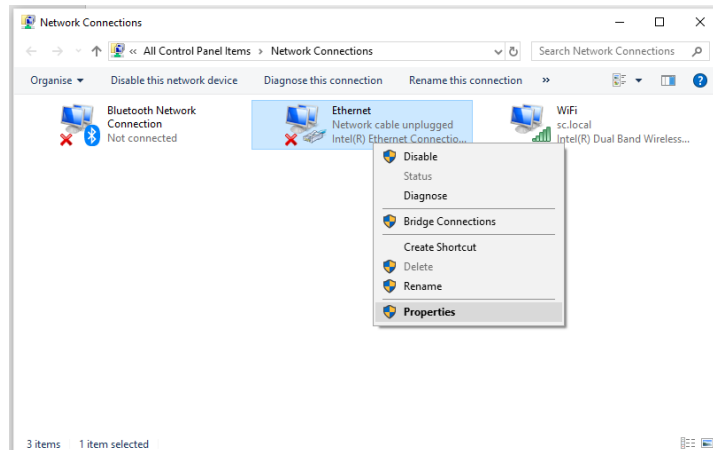 Network Connections
« All Control Panel Items > Network Connections
Search Network Connections
Organise
Disable this network device
Diagnose this connection
Rename this connection
»
Bluetooth Network
Connection
Not connected
Ethernet
Network cable unplugged
Intel(R) Ethernet Connectio...
WiFi
sc.local
Intel(R) Dual Band Wireless...
Disable
Status
Diagnose
Bridge Connections
Create Shortcut
Delete
Rename
Properties
3 items
1 item selected